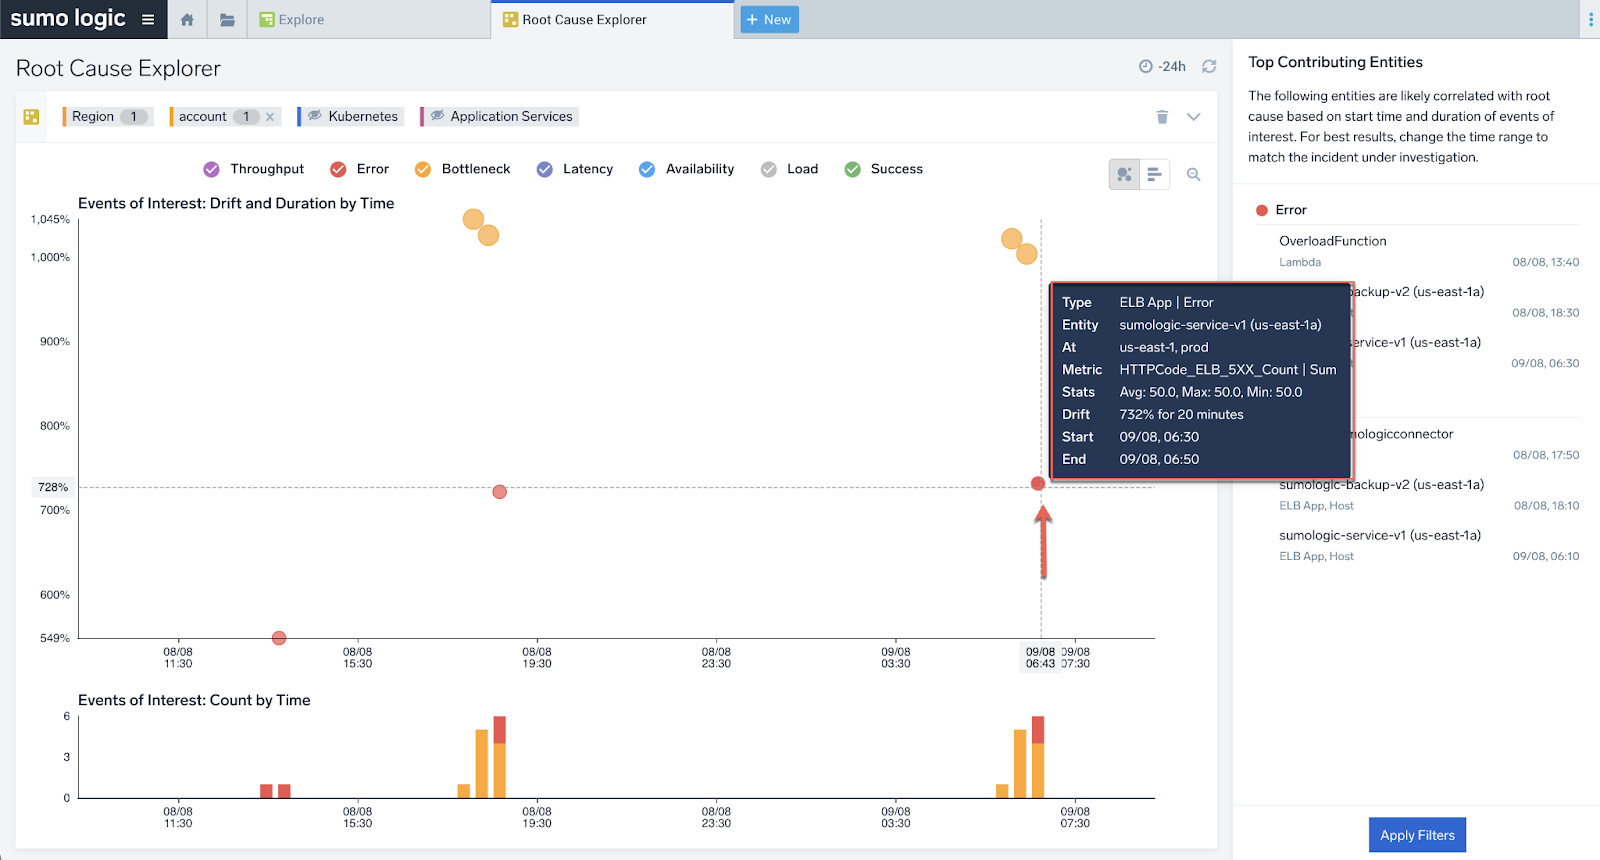 sumo logic
Explore
Root Cause Explorer
+ New
Root Cause Explorer
-24h
Region 1
account 1 ×
Kubernetes
Application Services
Throughput
Error
Bottleneck
Latency
Availability
Load
Success
Events of Interest: Drift and Duration by Time
1,045%
1,000%
900%
800%
728%
700%
600%
549%
08/08
11:30
08/08
15:30
08/08
19:30
08/08
23:30
09/08
03:30
09/08
06:43
09/08
07:30
Type ELB App | Error
Entity sumologic-service-v1 (us-east-1a)
At us-east-1, prod
Metric HTTPCode_ELB_5XX_Count | Sum
Stats Avg: 50.0, Max: 50.0, Min: 50.0
Drift 732% for 20 minutes
Start 09/08, 06:30
End 09/08, 06:50
Events of Interest: Count by Time
6
3
0
08/08
11:30
08/08
15:30
08/08
19:30
08/08
23:30
09/08
03:30
09/08
07:30
Top Contributing Entities
The following entities are likely correlated with root
cause based on start time and duration of events of
interest. For best results, change the time range to
match the incident under investigation.
Error
OverloadFunction
Lambda 08/08, 13:40
backup-v2 (us-east-1a)
08/08, 18:30
ervice-v1 (us-east-1a)
09/08, 06:30
nologicconnector
08/08, 17:50
sumologic-backup-v2 (us-east-1a)
ELB App, Host 08/08, 18:10
sumologic-service-v1 (us-east-1a)
ELB App, Host 09/08, 06:10
Apply Filters